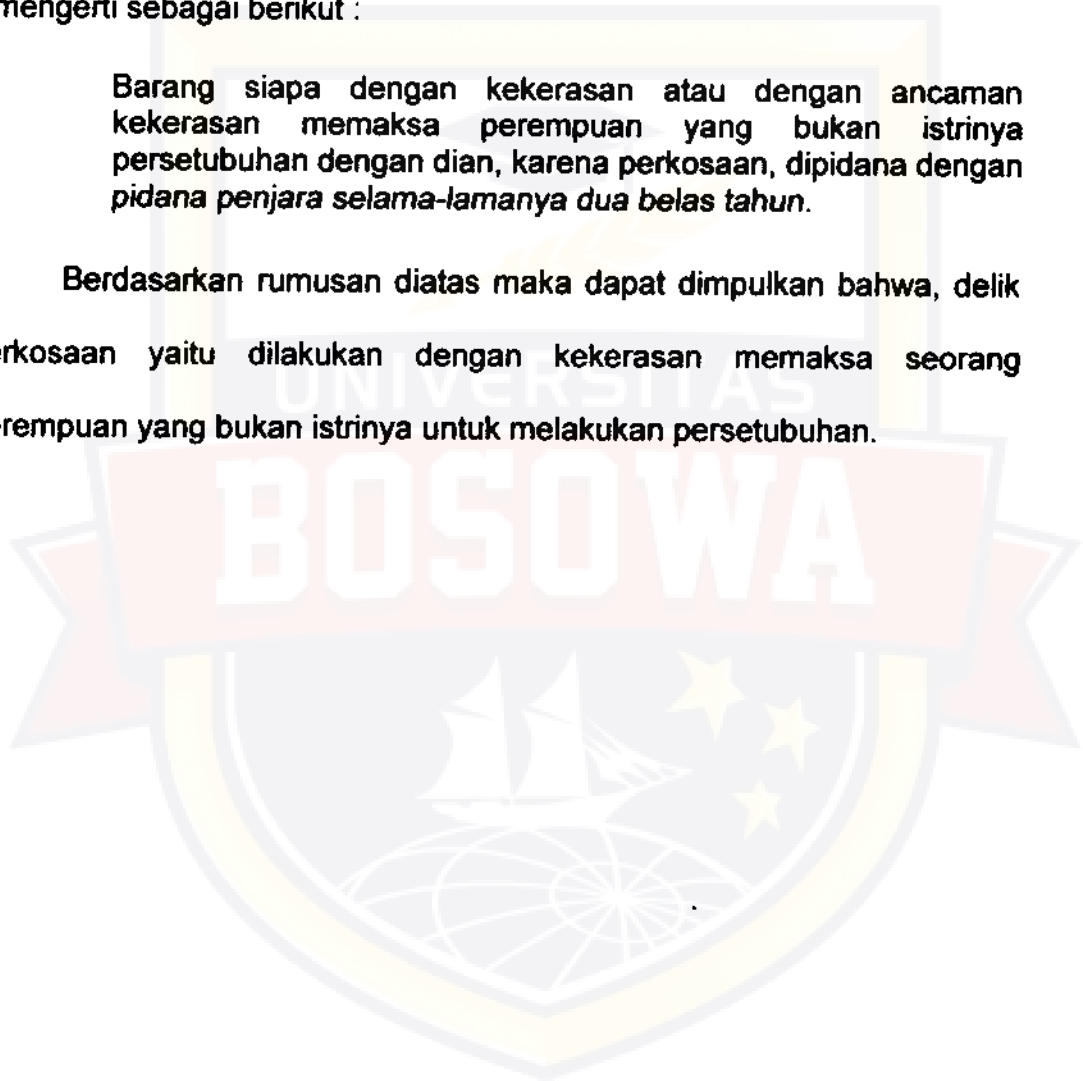 mengerti sebagai berikut :
Barang siapa dengan kekerasan atau dengan ancaman
kekerasan memaksa perempuan yang bukan istrinya
persetubuhan dengan dian, karena perkosaan, dipidana dengan
pidana penjara selama-lamanya dua belas tahun.
Berdasarkan rumusan diatas maka dapat dimpulkan bahwa, delik
erkosaan yaitu dilakukan dengan kekerasan memaksa seorang
rempuan yang bukan istrinya untuk melakukan persetubuhan.
UNIVERSITAS
BOSOWA